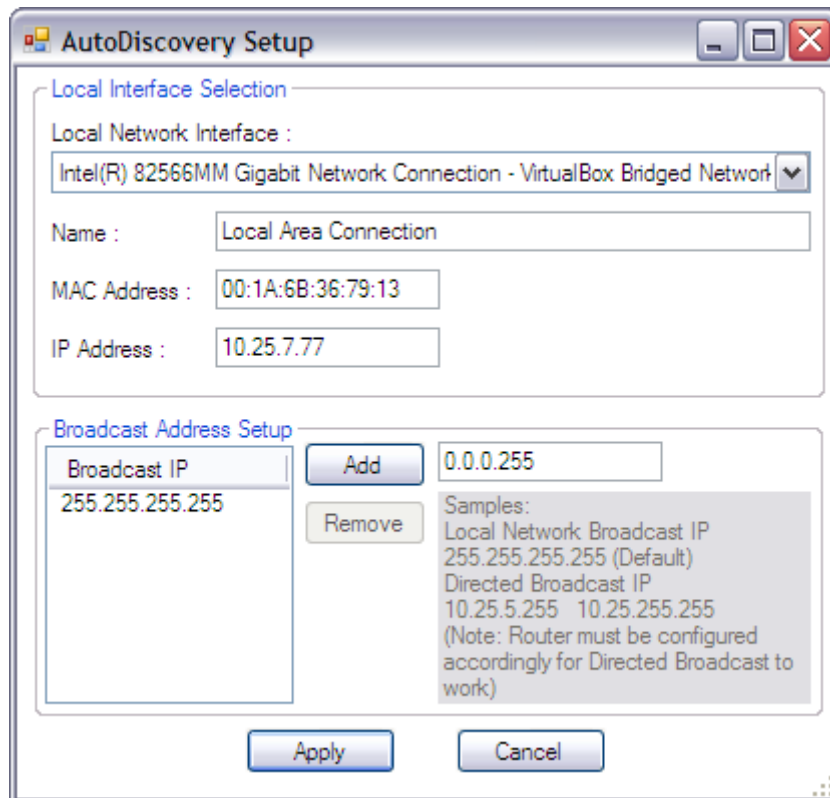 AutoDiscovery Setup
Local Interface Selection
Local Network Interface :
Intel(R) 82566MM Gigabit Network Connection - VirtualBox Bridged Network
Name :
Local Area Connection
MAC Address :
00:1A:6B:36:79:13
IP Address :
10.25.7.77
Broadcast Address Setup
Broadcast IP
255.255.255.255
Add
0.0.0.255
Remove
Samples:
Local Network Broadcast IP
255.255.255.255 (Default)
Directed Broadcast IP
10.25.5.255 10.25.255.255
(Note: Router must be configured
accordingly for Directed Broadcast to
work)
Apply
Cancel